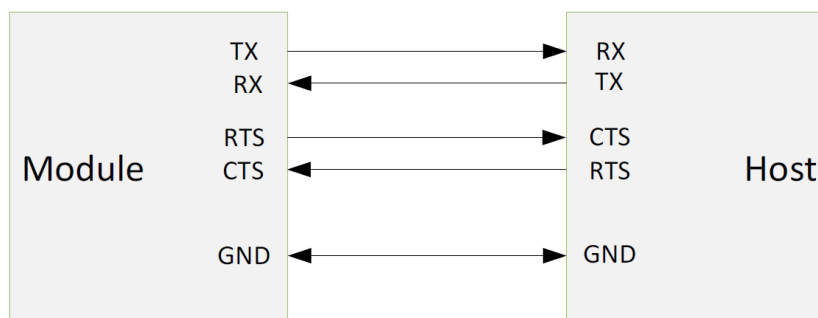 TX RX
RX TX
RTS CTS
Module CTS RTS Host
GND GND